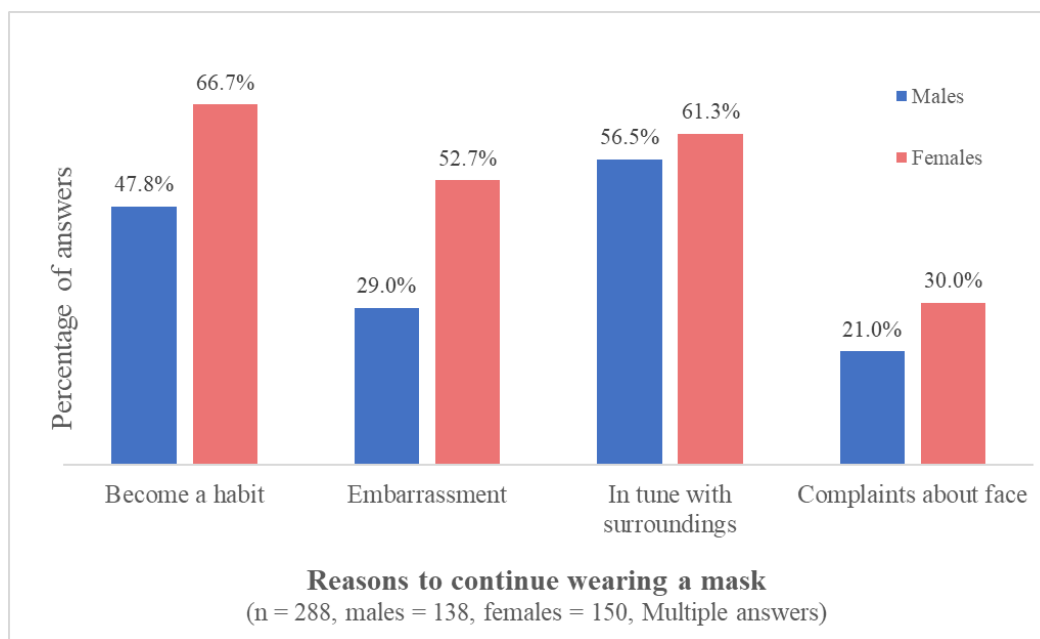 66.7%
Males
61.3%
56.5%
Females
52.7%
47.8%
29.0%
30.0%
21.0%
Percentage of answers
Become a habit
Embarrassment
In tune with
surroundings
Complaints about face
Reasons to continue wearing a mask
(n = 288, males = 138, females = 150, Multiple answers)